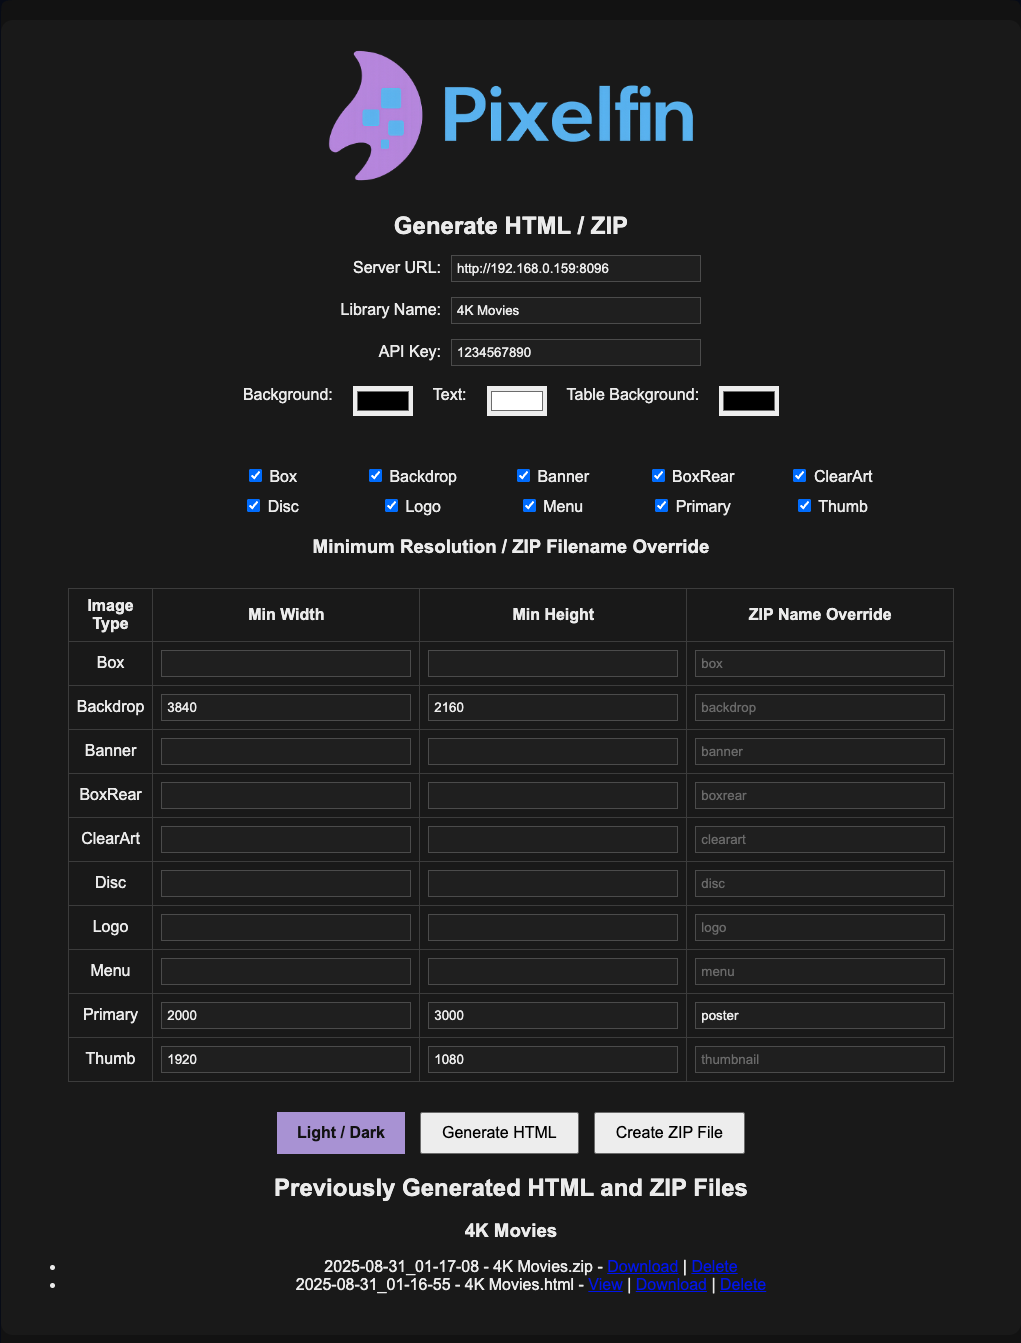 Pixelfin
Generate HTML / ZIP
Server URL: http://192.168.0.159:8096
Library Name: 4K Movies
API Key: 1234567890
Background: Text: Table Background:
Box Backdrop Banner BoxRear ClearArt
Disc Logo Menu Primary Thumb
Minimum Resolution / ZIP Filename Override
Image Type Min Width Min Height ZIP Name Override
Box box
Backdrop 3840 2160 backdrop
Banner banner
BoxRear boxrear
ClearArt clearart
Disc disc
Logo logo
Menu menu
Primary 2000 3000 poster
Thumb 1920 1080 thumbnail
Light / Dark Generate HTML Create ZIP File
Previously Generated HTML and ZIP Files
4K Movies
2025-08-31_01-17-08 - 4K Movies.zip - Download | Delete
2025-08-31_01-16-55 - 4K Movies.html - View | Download | Delete